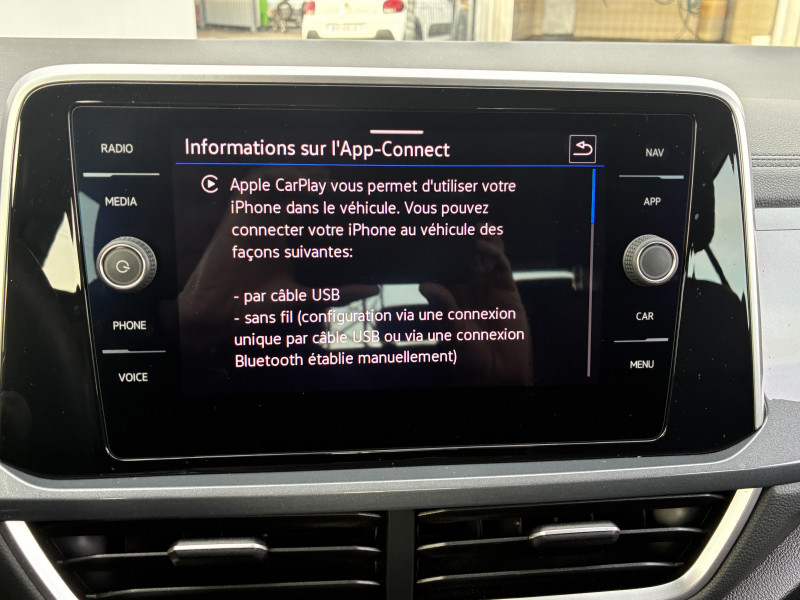 Informations sur l'App-Connect
RADIO
NAV
MEDIA
APP
Apple CarPlay vous permet d'utiliser votre
iPhone dans le véhicule. Vous pouvez
connecter votre iPhone au véhicule des
façons suivantes:
- par câble USB
- sans fil (configuration via une connexion
unique par câble USB ou via une connexion
Bluetooth établie manuellement)
PHONE
CAR
VOICE
MENU